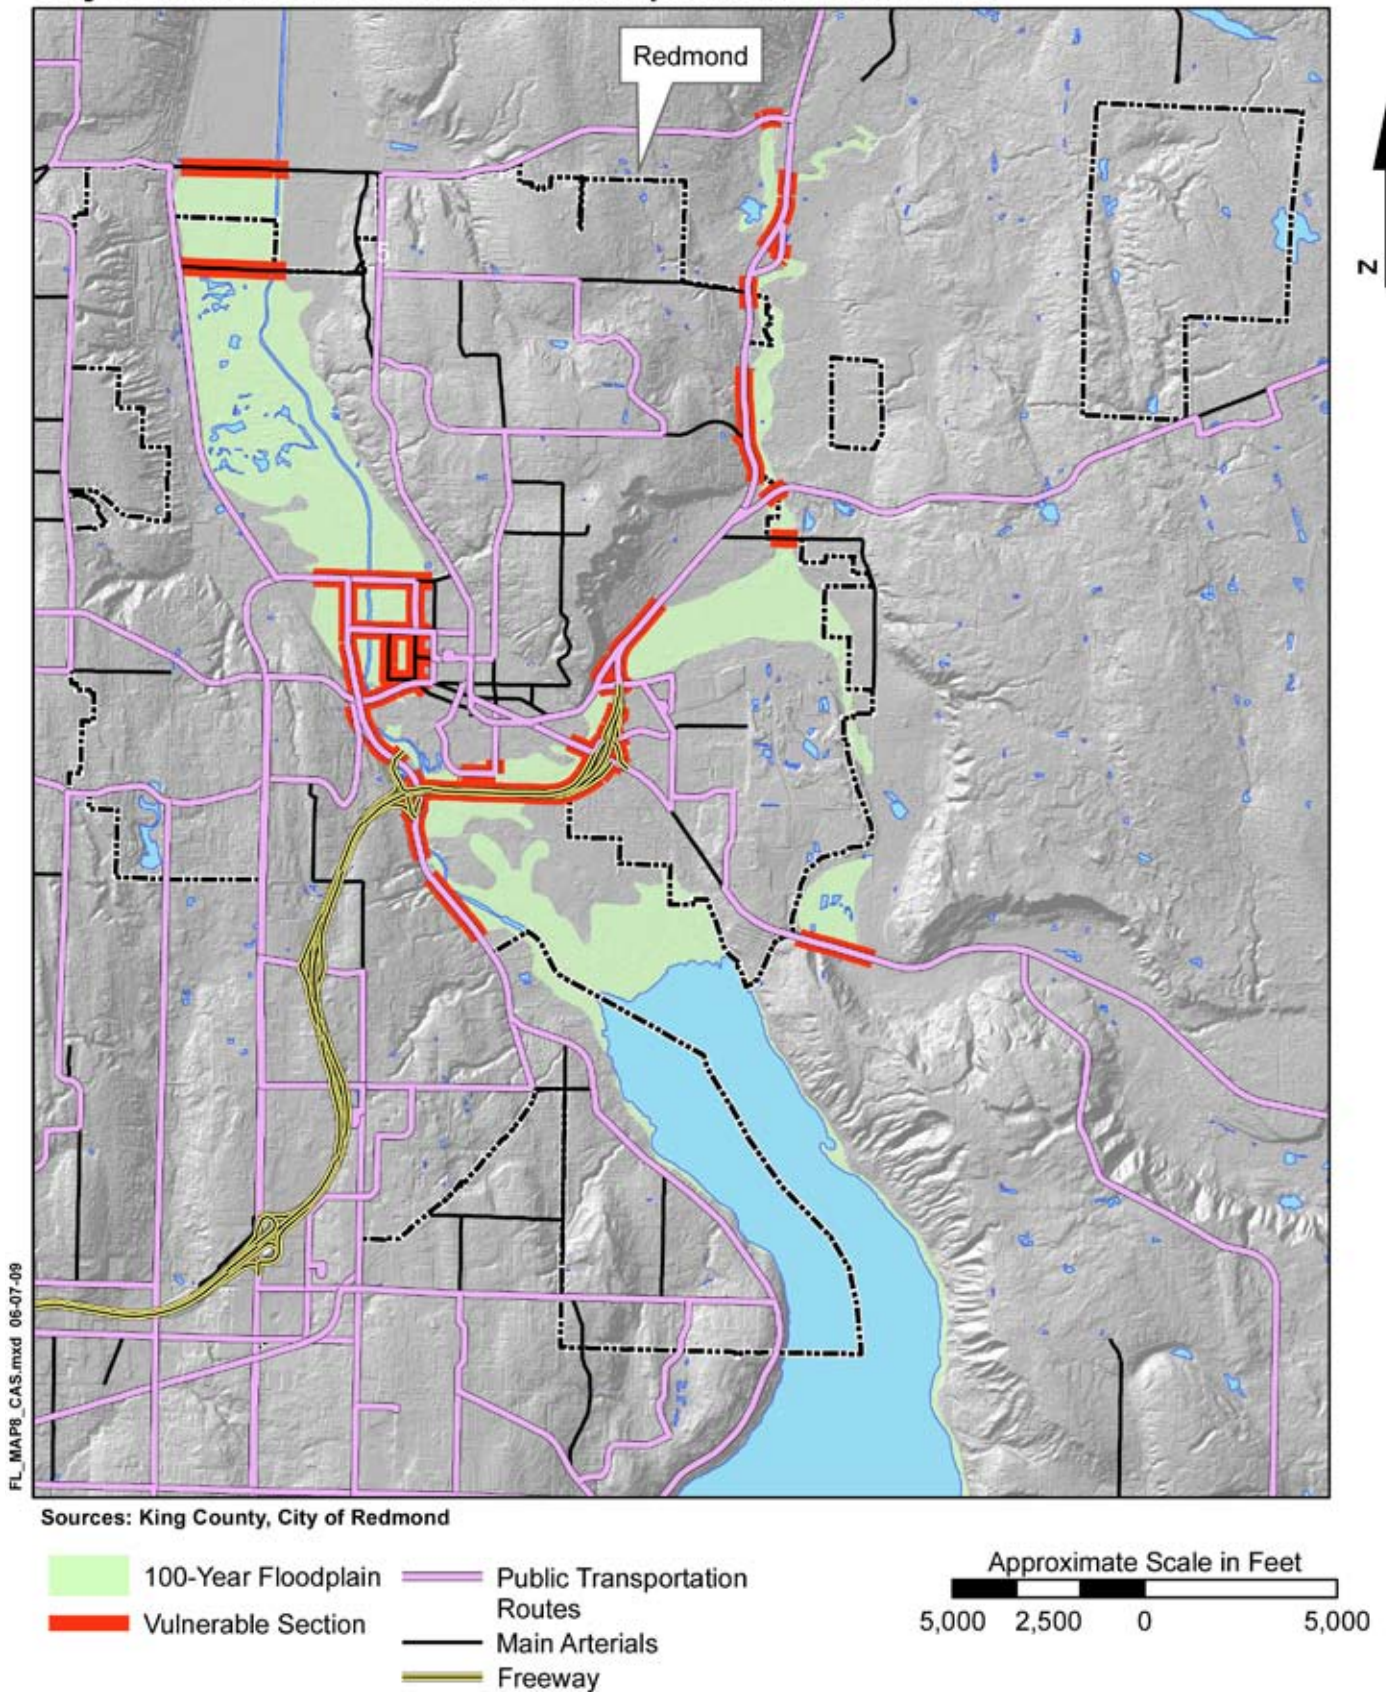 Redmond
5
N
FL_MAP8_CAS.mxd 06-07-09
Sources: King County, City of Redmond
100-Year Floodplain
Vulnerable Section
Public Transportation
Routes
Main Arterials
Freeway
Approximate Scale in Feet
5,000 2,500 0 5,000